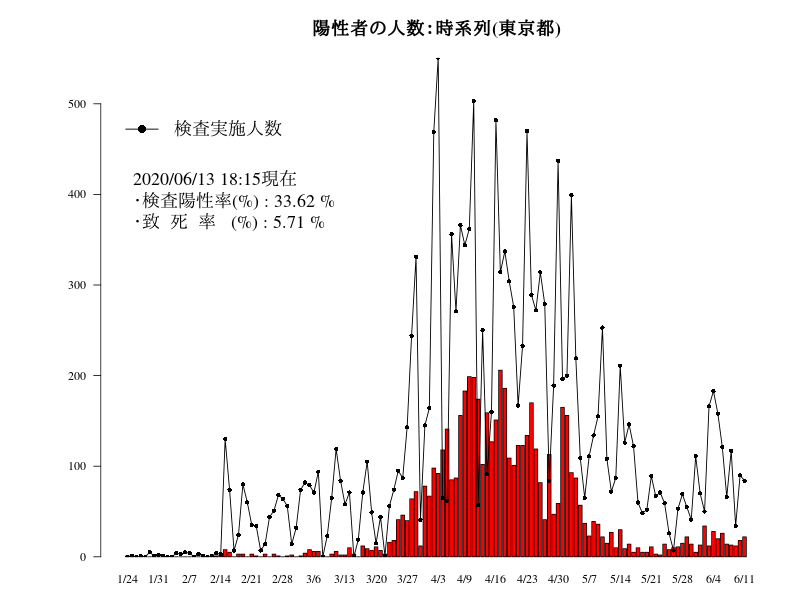 陽性者の人数：時系列(東京都)
500
400
300
200
100
0
検査実施人数
2020/06/13 18:15現在
・検査陽性率(%) : 33.62 %
・致 死 率 (%) : 5.71 %
1/24 1/31 2/7 2/14 2/21 2/28 3/6 3/13 3/20 3/27 4/3 4/9 4/16 4/23 4/30 5/7 5/14 5/21 5/28 6/4 6/11